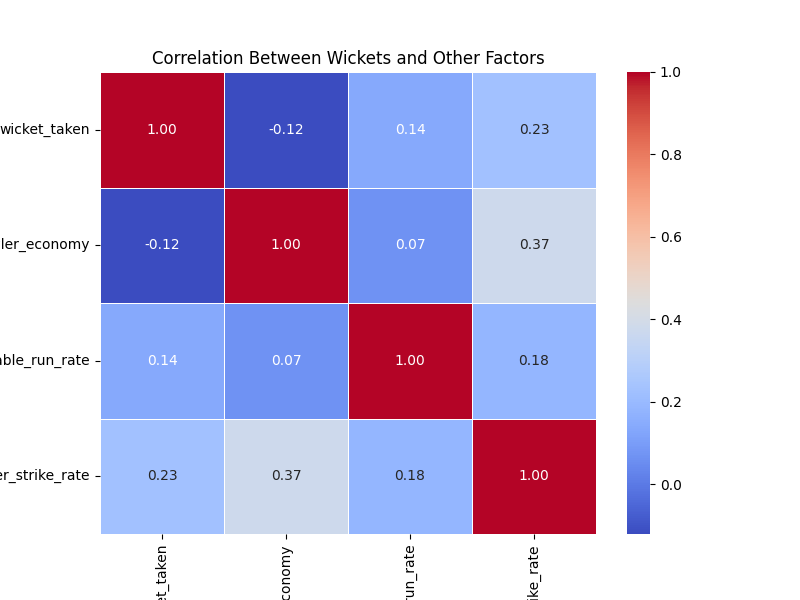 Correlation Between Wickets and Other Factors
wicket_taken 1.00 -0.12 0.14 0.23
ler_economy -0.12 1.00 0.07 0.37
able_run_rate 0.14 0.07 1.00 0.18
er_strike_rate 0.23 0.37 0.18 1.00
et_taken
conomy
run_rate
ike_rate
1.0
0.8
0.6
0.4
0.2
0.0